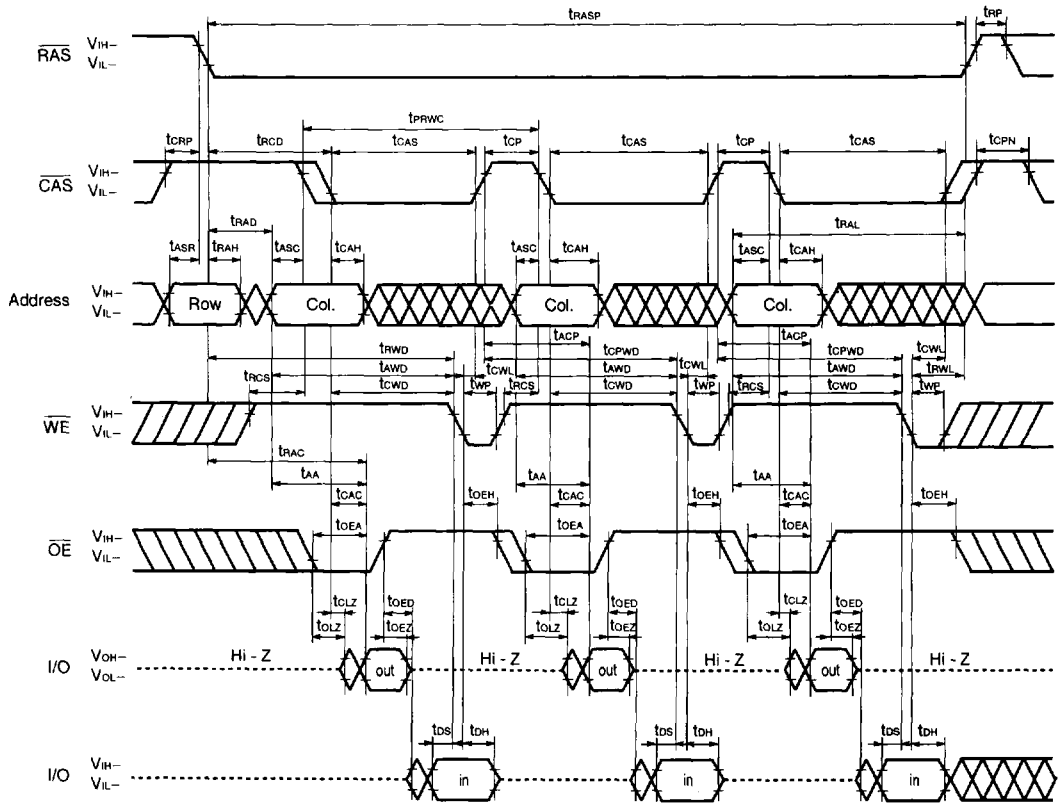 tRASP
tRP
RAS
VIH–
VIL–
tPRWC
tCRP
tRCD
tCAS
tCP
tCAS
tCP
tCAS
tCPN
CAS
VIH–
VIL–
tRAD
tRAL
tASR
tRAH
tASC
tCAH
tASC
tCAH
tASC
tCAH
Address
VIH–
VIL–
Row
Col.
Col.
Col.
tACP
tACP
tRWD
tCPWD
tCPWD
tCWL
tAWD
tCWL
tAWD
tCWL
tAWD
tRWL
tRCS
tCWD
tWP
tRCS
tCWD
tWP
tRCS
tCWD
tWP
WE
VIH–
VIL–
tRAC
tAA
tAA
tAA
tCAC
tOEH
tCAC
tOEH
tCAC
tOEH
tOEA
tOEA
tOEA
OE
VIH–
VIL–
tCLZ
tOED
tCLZ
tOED
tCLZ
tOED
tOLZ
tOEZ
tOLZ
tOEZ
tOLZ
tOEZ
I/O
VOH–
VOL–
Hi - Z
out
Hi - Z
out
Hi - Z
out
Hi - Z
tDS
tDH
tDS
tDH
tDS
tDH
I/O
VIH–
VIL–
in
in
in